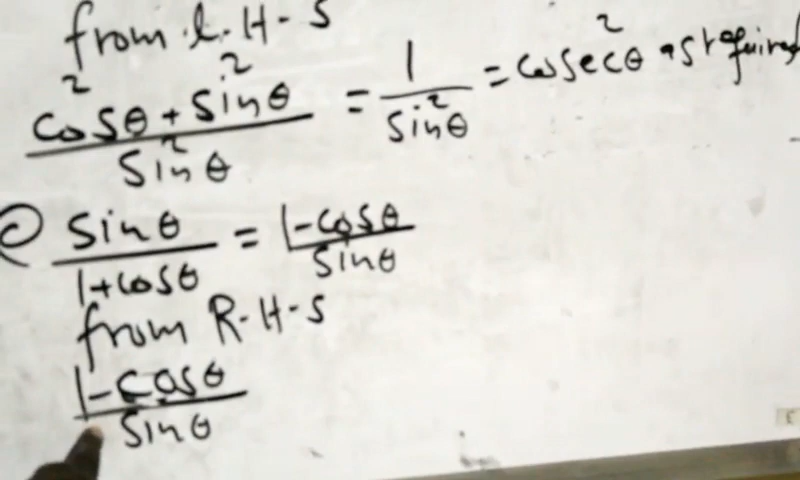 from L.H.S
cos²θ + sin²θ / sin²θ = 1 / sin²θ = cosec²θ as required
c) sinθ / 1+cosθ = 1-cosθ / sinθ
from R.H.S
1-cosθ / sinθ